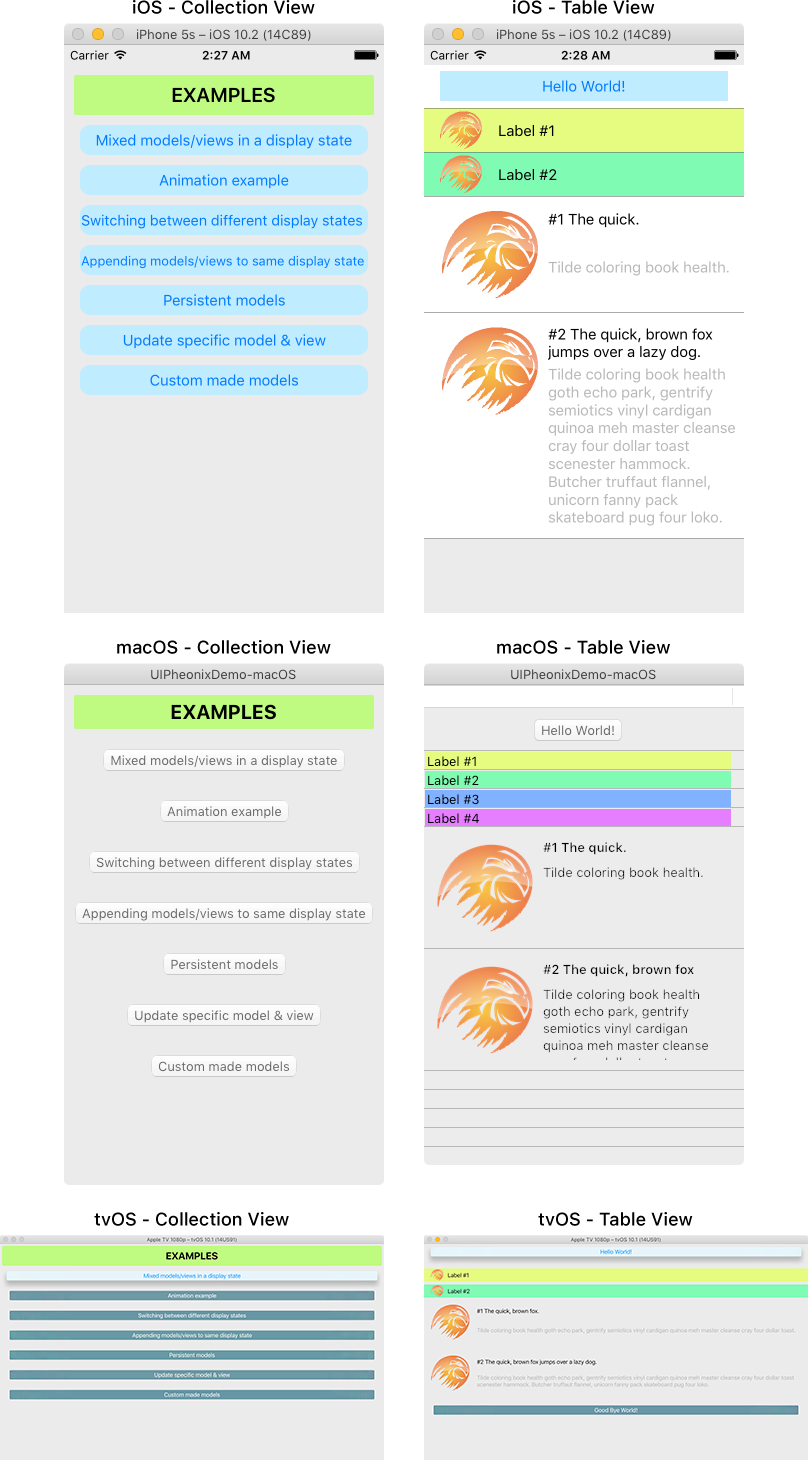 iOS - Collection View
iPhone 5s – iOS 10.2 (14C89)
Carrier 2:27 AM
EXAMPLES
Mixed models/views in a display state
Animation example
Switching between different display states
Appending models/views to same display state
Persistent models
Update specific model & view
Custom made models
iOS - Table View
iPhone 5s – iOS 10.2 (14C89)
Carrier 2:28 AM
Hello World!
Label #1
Label #2
#1 The quick.
Tilde coloring book health.
#2 The quick, brown fox
jumps over a lazy dog.
Tilde coloring book health
goth echo park, gentrify
semiotics vinyl cardigan
quinoa meh master cleanse
cray four dollar toast
scenester hammock.
Butcher truffaut flannel,
unicorn fanny pack
skateboard pug four loko.
macOS - Collection View
UIPheonixDemo-macOS
EXAMPLES
Mixed models/views in a display state
Animation example
Switching between different display states
Appending models/views to same display state
Persistent models
Update specific model & view
Custom made models
macOS - Table View
UIPheonixDemo-macOS
Hello World!
Label #1
Label #2
Label #3
Label #4
#1 The quick.
Tilde coloring book health.
#2 The quick, brown fox
Tilde coloring book health
goth echo park, gentrify
semiotics vinyl cardigan
quinoa meh master cleanse
tvOS - Collection View
Apple TV 1080p – tvOS 10.1 (14U591)
EXAMPLES
Mixed models/views in a display state
Animation example
Switching between different display states
Appending models/views to same display state
Persistent models
Update specific model & view
Custom made models
tvOS - Table View
Apple TV 1080p – tvOS 10.1 (14U591)
Hello World!
Label #1
Label #2
#1 The quick, brown fox.
Tilde coloring book health goth echo park, gentrify semiotics vinyl cardigan quinoa meh master cleanse cray four dollar toast.
#2 The quick, brown fox jumps over a lazy dog.
Tilde coloring book health goth echo park, gentrify semiotics vinyl cardigan quinoa meh master cleanse cray four dollar toast
scenester hammock. Butcher truffaut flannel, unicorn fanny pack skateboard pug four loko.
Good Bye World!